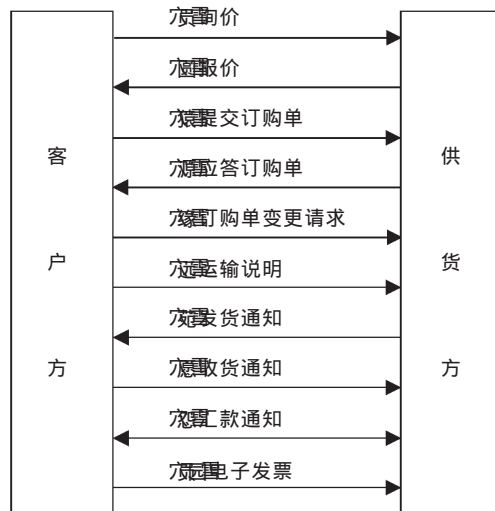 客户方
询价
报价
提交订购单
应答订购单
订购单变更请求
运输说明
发货通知
收货通知
汇款通知
电子发票
供货方